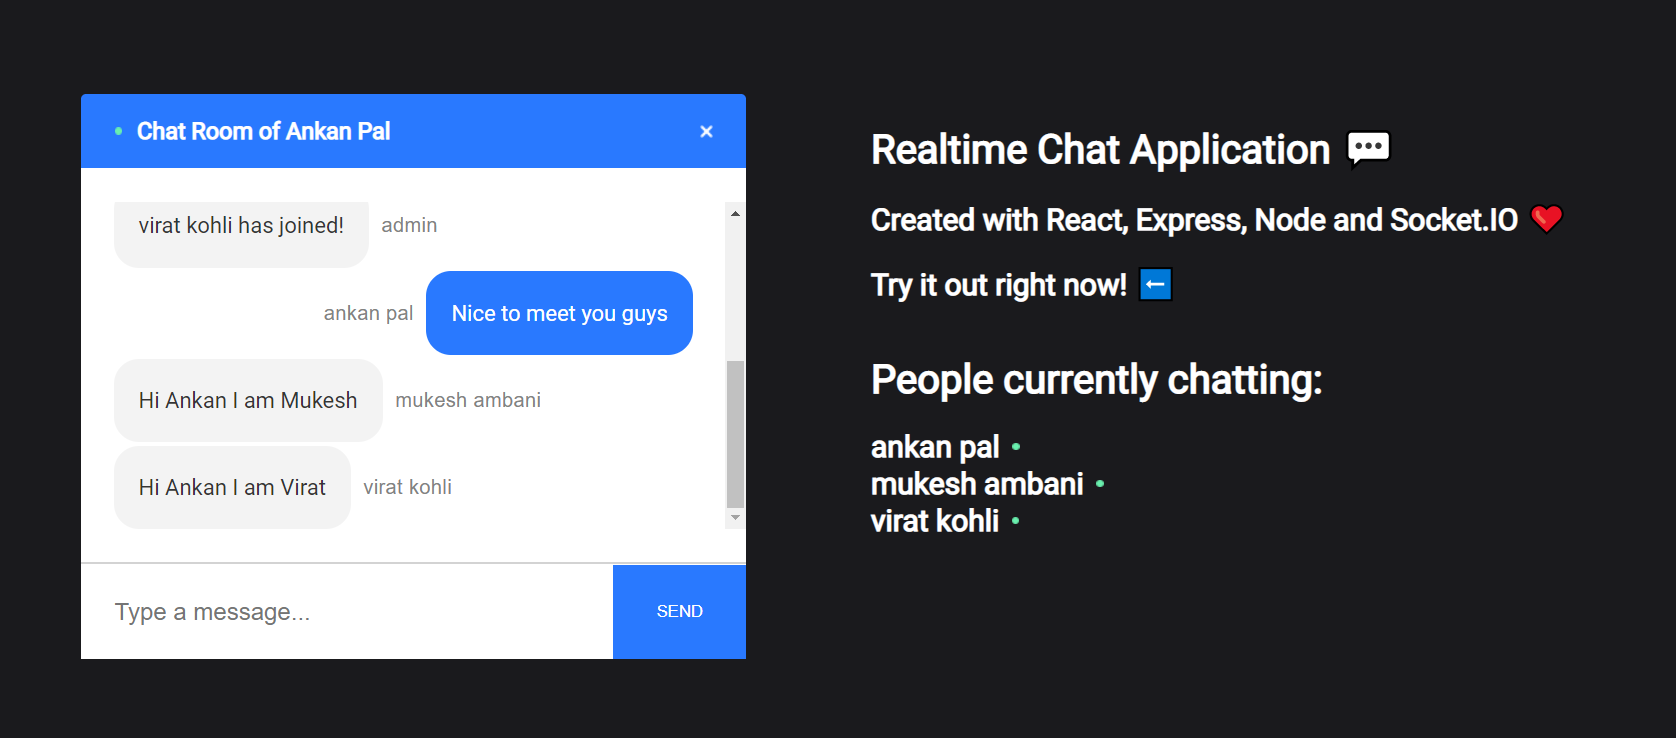 Chat Room of Ankan Pal
virat kohli has joined! admin
ankan pal Nice to meet you guys
Hi Ankan I am Mukesh mukesh ambani
Hi Ankan I am Virat virat kohli
Type a message...
SEND
Realtime Chat Application 💬
Created with React, Express, Node and Socket.IO ❤️
Try it out right now! ⬅️
People currently chatting:
ankan pal
mukesh ambani
virat kohli